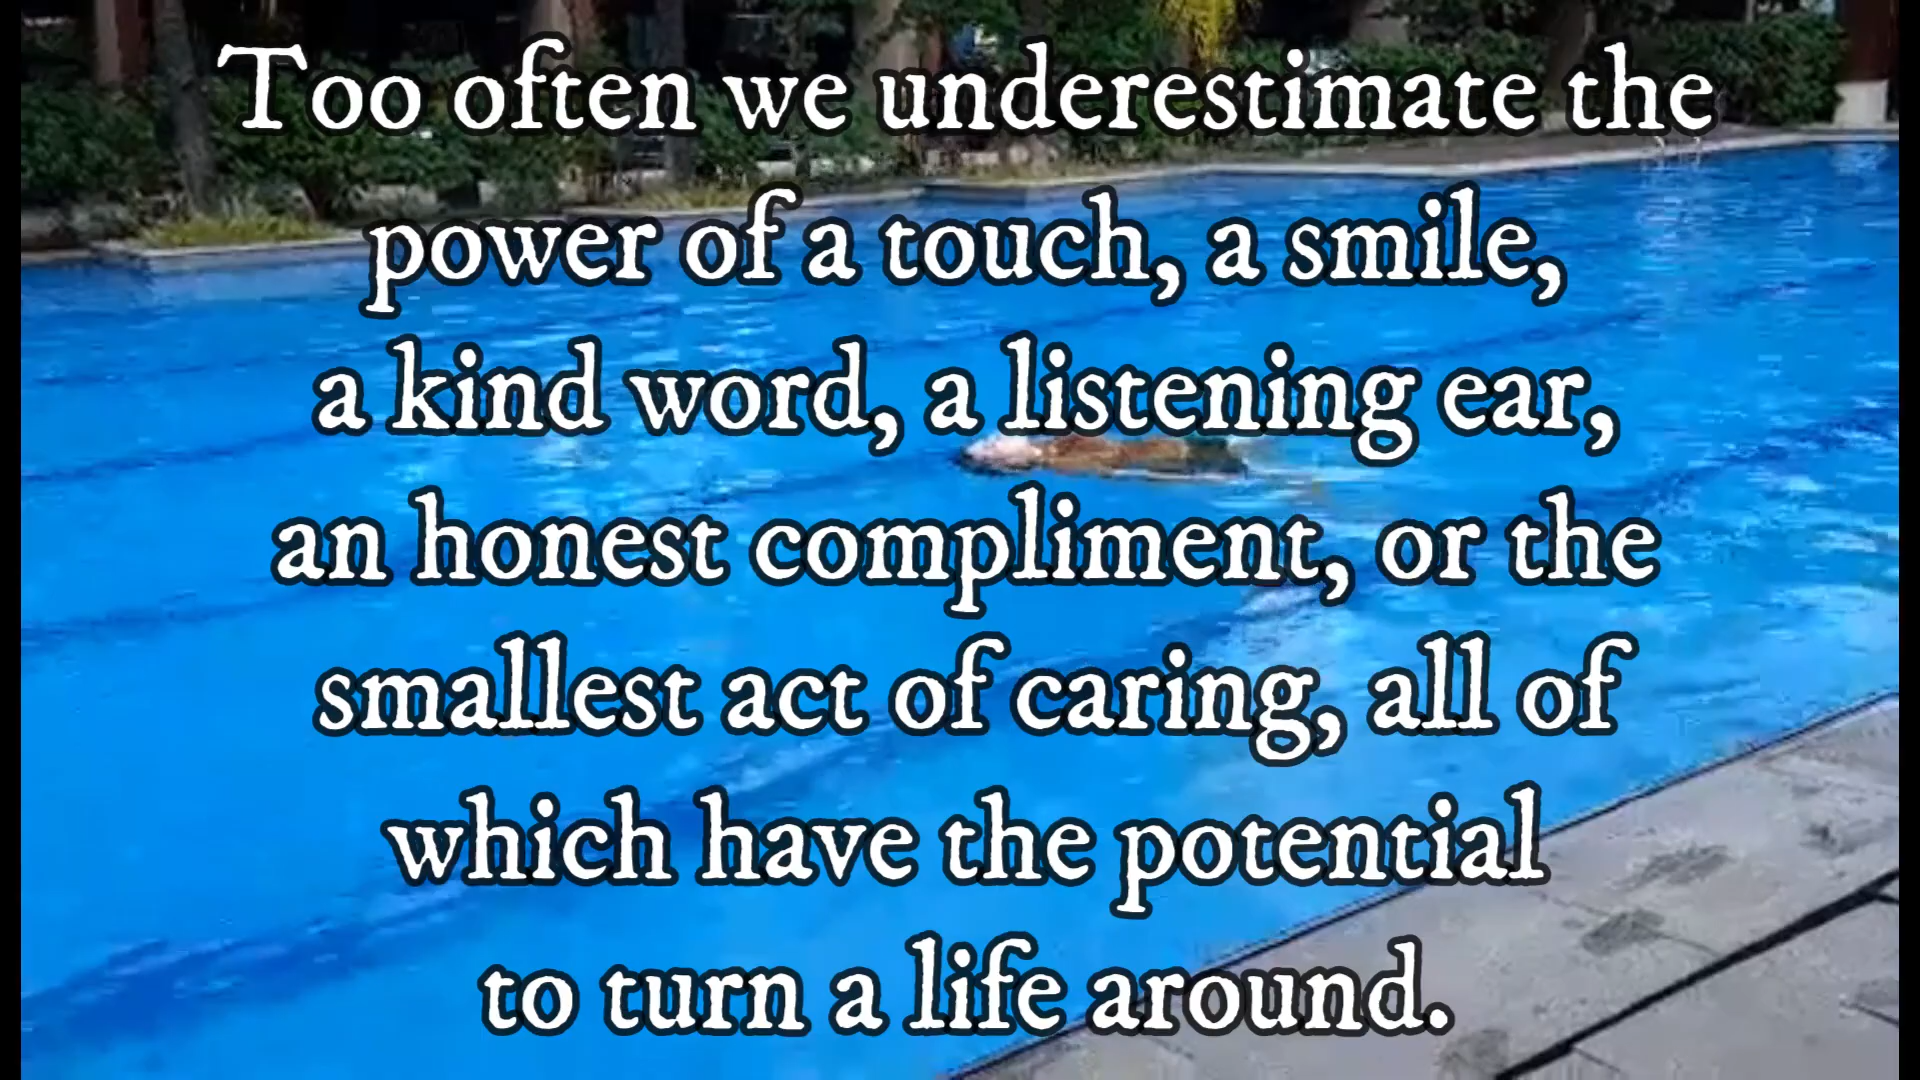 Too often we underestimate the
power of a touch, a smile,
a kind word, a listening ear,
an honest compliment, or the
smallest act of caring, all of
which have the potential
to turn a life around.